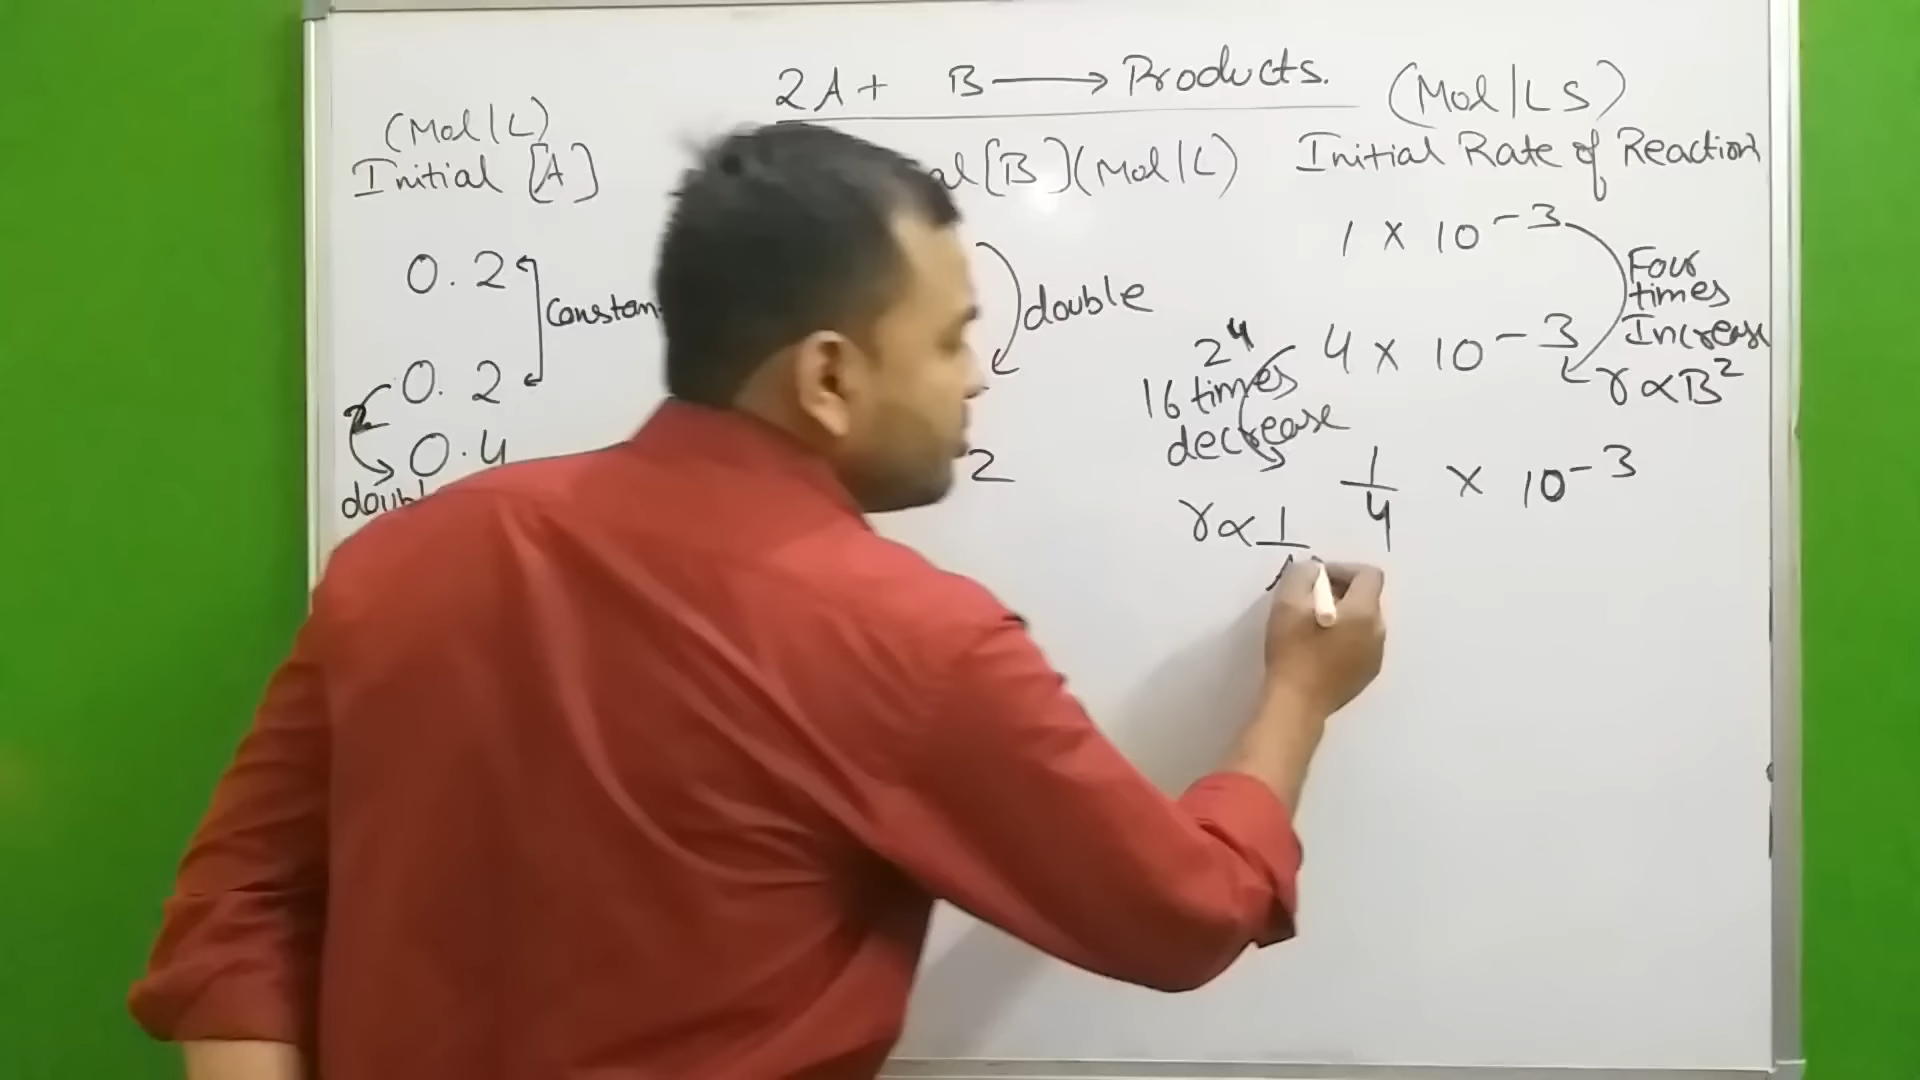 2A + B ⟶ Products.
(Mol/L)
Initial [A]
[B](Mol/L)
(Mol/LS)
Initial Rate of Reaction
0.2
Constan
0.2
2
0.4
doubl
double
2
1 × 10⁻³
Four
times
Increase
r∝B²
4 × 10⁻³
2⁴
16 times
decrease
1/4 × 10⁻³
r∝1/